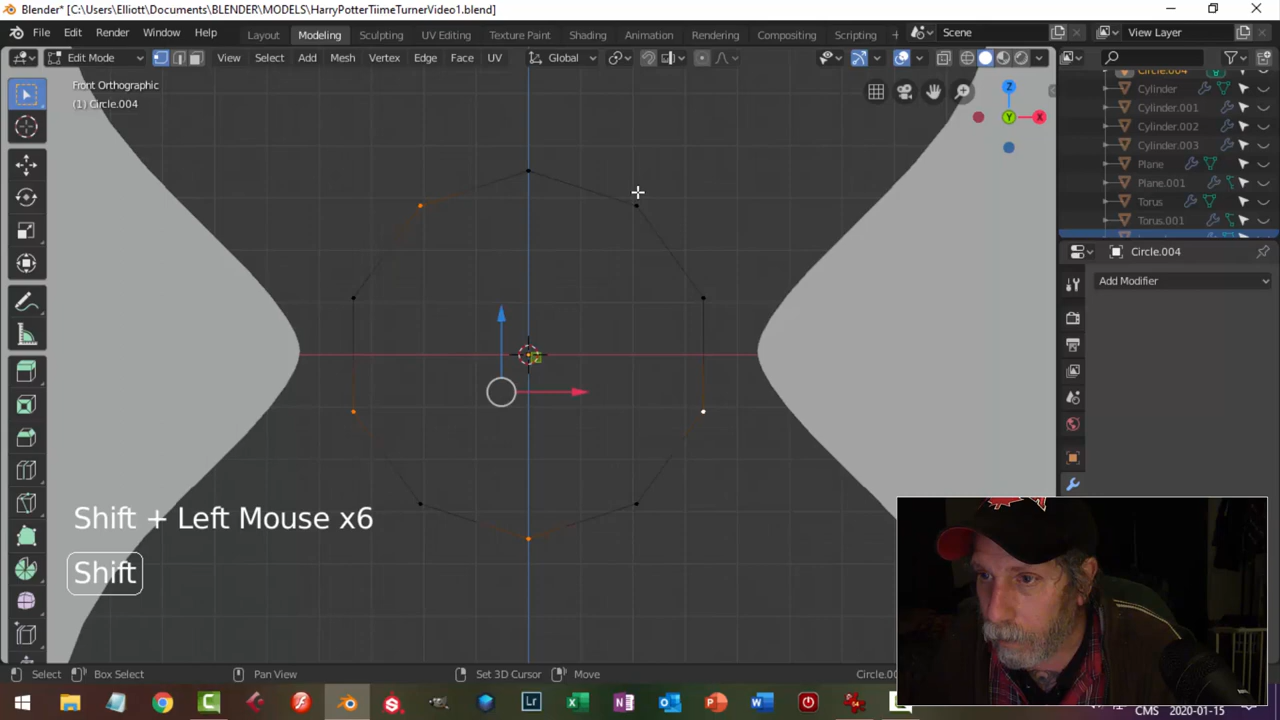 Blender* [C:\Users\Elliott\Documents\BLENDER\MODELS\HarryPotterTiimeTurnerVideo1.blend]
File Edit Render Window Help Layout Modeling Sculpting UV Editing Texture Paint Shading Animation Rendering Compositing Scripting Scene View Layer
Edit Mode View Select Add Mesh Vertex Edge Face UV Global
Front Orthographic
(1) Circle.004
Circle.004
Cylinder
Cylinder.001
Cylinder.002
Cylinder.003
Plane
Plane.001
Torus
Torus.001
Circle.004
Add Modifier
Z
Y
X
Shift + Left Mouse x6
Shift
Select Box Select Pan View Set 3D Cursor Move Circle.00
CMS 2020-01-15